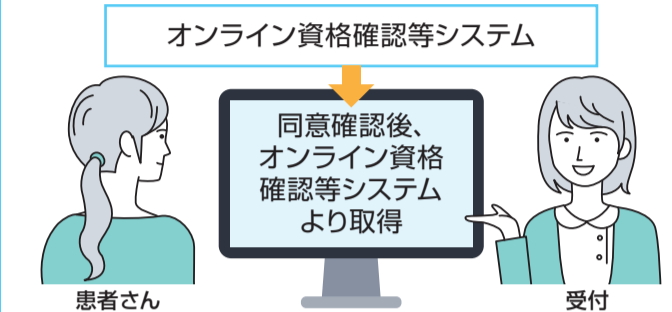 オンライン資格確認等システム
同意確認後、
オンライン資格
確認等システム
より取得
患者さん
受付